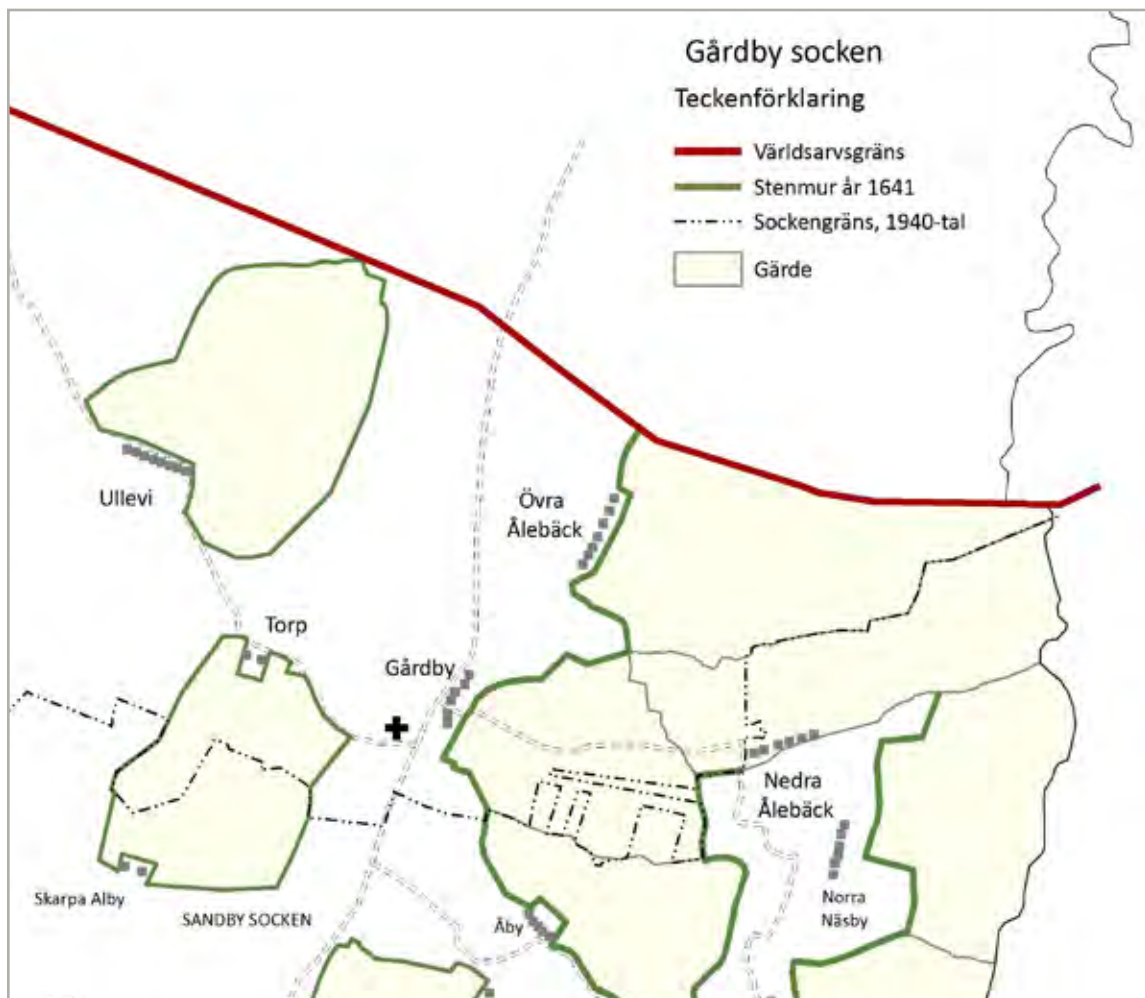 Gårdby socken
Teckenförklaring
Världsarvsgräns
Stenmur år 1641
Sockengräns, 1940-tal
Gärde
Ullevi
Övra
Ålebäck
Torp
Gårdby
Nedra
Ålebäck
Skarpa Alby
SANDBY SOCKEN
Åby
Norra
Näsby